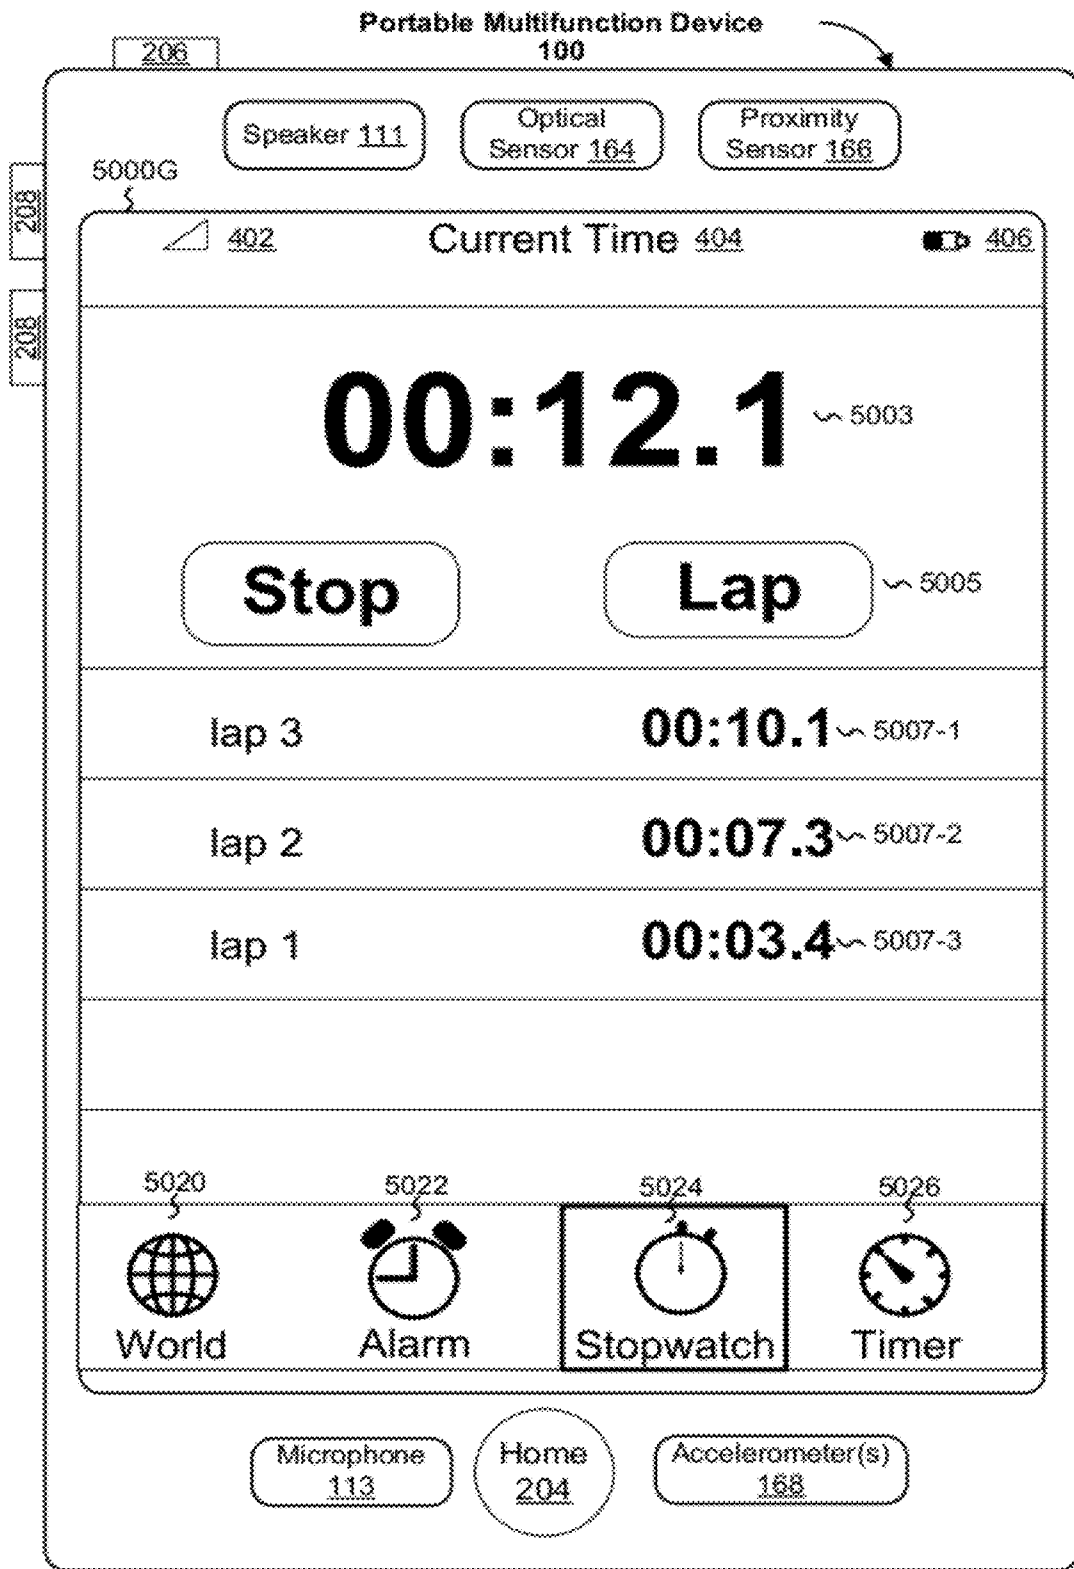 Portable Multifunction Device
100
206
Speaker 111
Optical
Sensor 164
Proximity
Sensor 166
5000G
208
208
402
Current Time 404
406
00:12.1
5003
Stop
Lap
5005
lap 3
00:10.1
5007-1
lap 2
00:07.3
5007-2
lap 1
00:03.4
5007-3
5020
5022
5024
5026
World
Alarm
Stopwatch
Timer
Microphone
113
Home
204
Accelerometer(s)
168